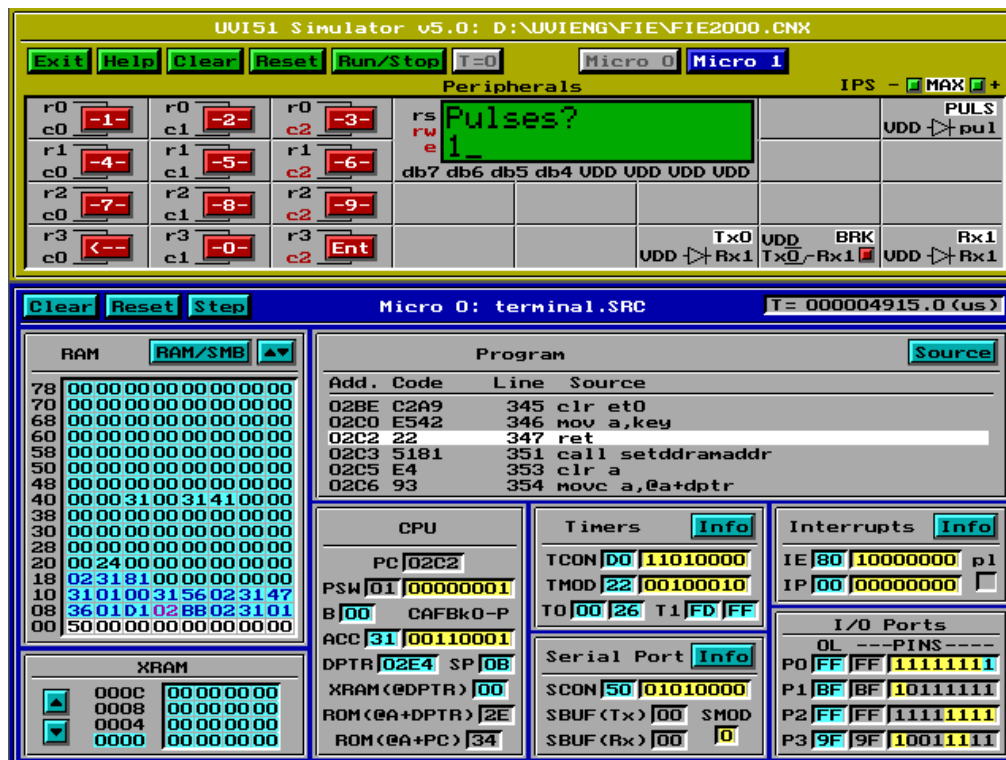 UVI51 Simulator v5.0: D:\UVIENG\FIE\FIE2000.CNX
Exit Help Clear Reset Run/Stop T=0 Micro 0 Micro 1
Peripherals IPS - MAX +
r0 -1- c0 r0 -2- c1 r0 -3- c2 rs rw e Pulses? PULS VDD pul
r1 -4- c0 r1 -5- c1 r1 -6- c2 1_
db7 db6 db5 db4 VDD VDD VDD VDD
r2 -7- c0 r2 -8- c1 r2 -9- c2
r3 <-- c0 r3 -0- c1 r3 Ent c2 Tx0 VDD Rx1 VDD BRK Tx0 Rx1 Rx1 VDD Rx1
Clear Reset Step Micro 0: terminal.SRC T= 000004915.0(us)
RAM RAM/SMB
78 00 00 00 00 00 00 00 00
70 00 00 00 00 00 00 00 00
68 00 00 00 00 00 00 00 00
60 00 00 00 00 00 00 00 00
58 00 00 00 00 00 00 00 00
50 00 00 00 00 00 00 00 00
48 00 00 00 00 00 00 00 00
40 00 00 31 00 31 41 00 00
38 00 00 00 00 00 00 00 00
30 00 00 00 00 00 00 00 00
28 00 00 00 00 00 00 00 00
20 00 24 00 00 00 00 00 00
18 02 31 81 00 00 00 00 00
10 31 01 00 31 56 02 31 47
08 36 01 D1 02 BB 02 31 01
00 50 00 00 00 00 00 00 00
Program Source
Add. Code Line Source
02BE C2A9 345 clr et0
02C0 E542 346 mov a,key
02C2 22 347 ret
02C3 5181 351 call setddramaddr
02C5 E4 353 clr a
02C6 93 354 movc a,@a+dptr
XRAM
000C 00 00 00 00
0008 00 00 00 00
0004 00 00 00 00
0000 00 00 00 00
CPU
PC 02C2
PSW 01 00000001
B 00 CAFBkO-P
ACC 31 00110001
DPTR 02E4 SP 0B
XRAM(@DPTR) 00
ROM(@A+DPTR) 2E
ROM(@A+PC) 34
Timers Info
TCON D0 11010000
TMOD 22 00100010
T0 00 26 T1 FD FF
Serial Port Info
SCON 50 01010000
SBUF(Tx) 00 SMOD
SBUF(Rx) 00 0
Interrupts Info
IE 80 10000000 pl
IP 00 00000000
I/O Ports
OL ---PINS----
P0 FF FF 11111111
P1 BF BF 10111111
P2 FF FF 11111111
P3 9F 9F 10011111